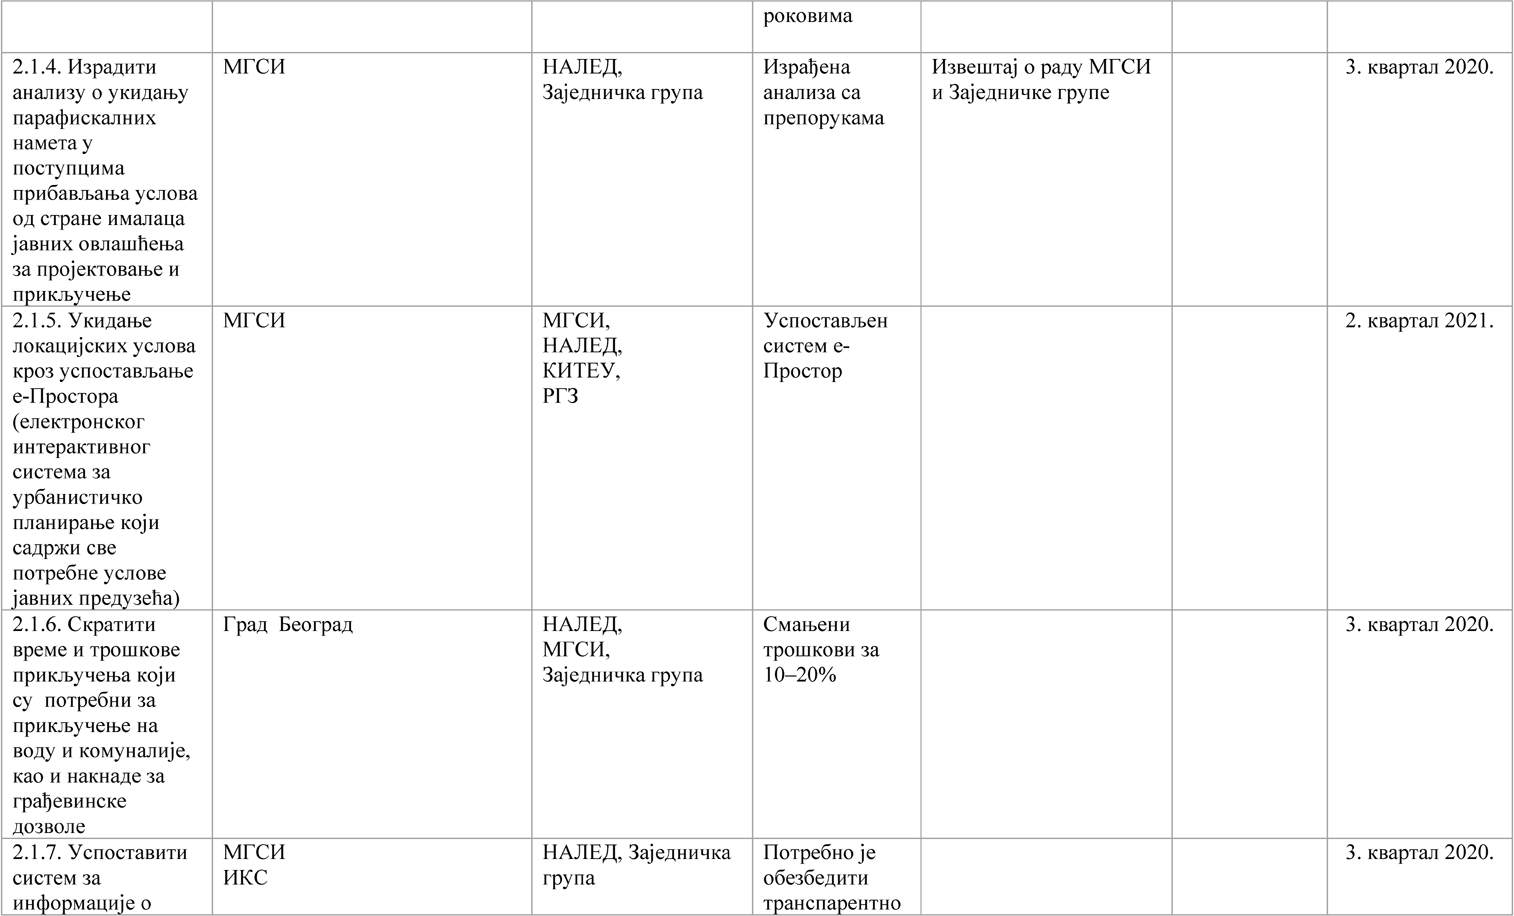 роковима
2.1.4. Израдити
анализу о укидању
парафискалних
намета у
поступцима
прибављања услова
од стране ималаца
јавних овлашћења
за пројектовање и
прикључење
МГСИ
НАЛЕД,
Заједничка група
Израђена
анализа са
препорукама
Извештај о раду МГСИ
и Заједничке групе
3. квартал 2020.
2.1.5. Укидање
локацијских услова
кроз успостављање
е-Простора
(електронског
интерактивног
система за
урбанистичко
планирање који
садржи све
потребне услове
јавних предузећа)
МГСИ
МГСИ,
НАЛЕД,
КИТЕУ,
РГЗ
Успостављен
систем е-
Простор
2. квартал 2021.
2.1.6. Скратити
време и трошкове
прикључења који
су  потребни за
прикључење на
воду и комуналије,
као и накнаде за
грађевинске
дозволе
Град  Београд
НАЛЕД,
МГСИ,
Заједничка група
Смањени
трошкови за
10–20%
3. квартал 2020.
2.1.7. Успоставити
систем за
информације о
МГСИ
ИКС
НАЛЕД, Заједничка
група
Потребно је
обезбедити
транспарентно
3. квартал 2020.